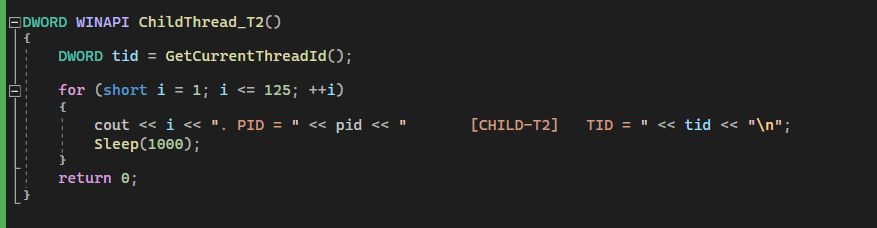 DWORD WINAPI ChildThread_T2()
{
    DWORD tid = GetCurrentThreadId();

    for (short i = 1; i <= 125; ++i)
    {
        cout << i << ". PID = " << pid << "       [CHILD-T2]   TID = " << tid << "\n";
        Sleep(1000);
    }
    return 0;
}